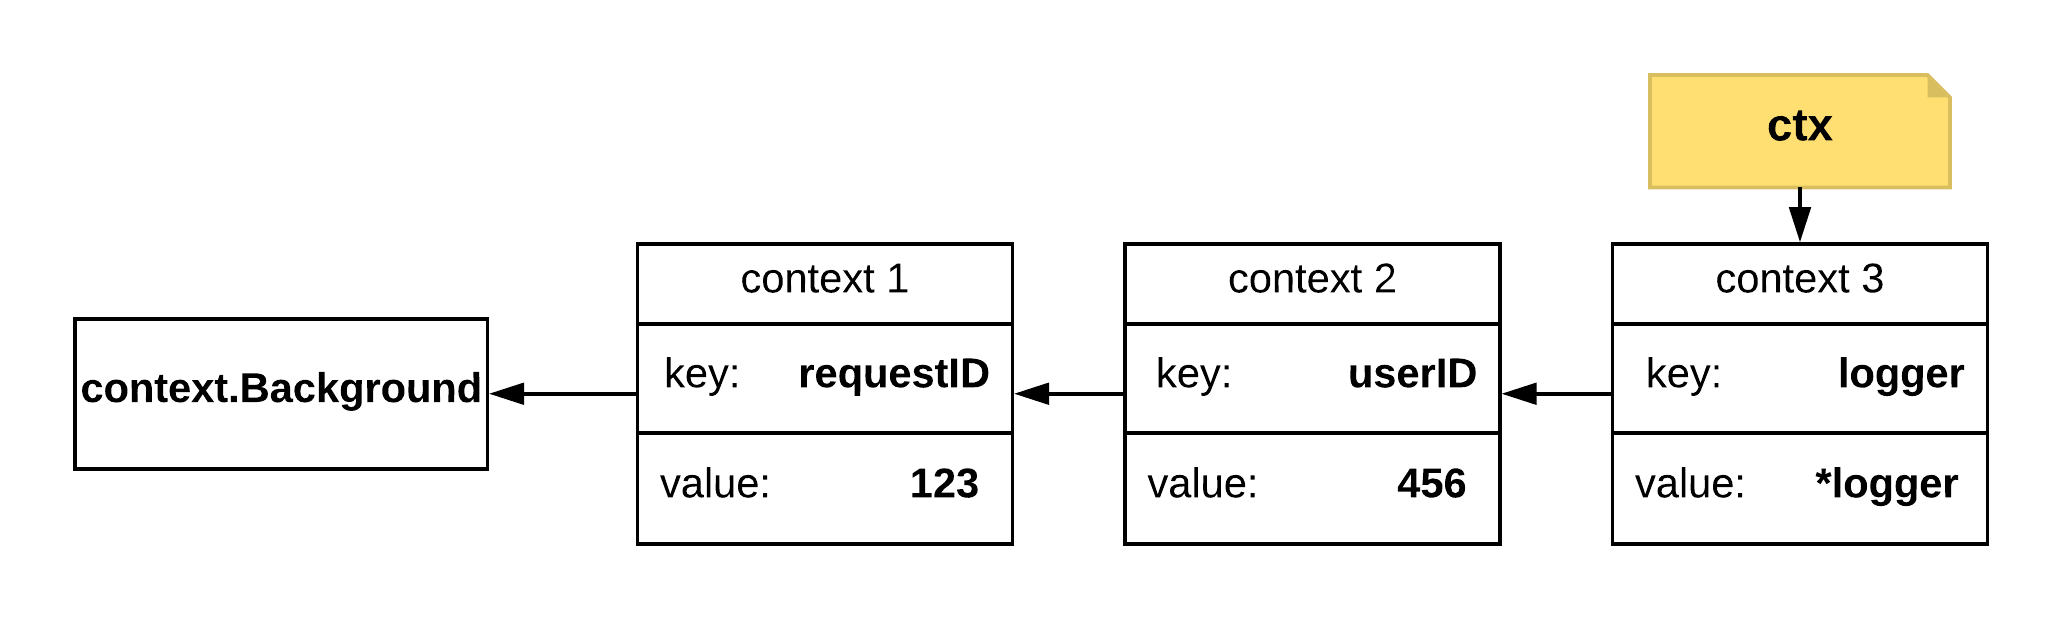 ctx
context.Background
context 1
key: requestID
value: 123
context 2
key: userID
value: 456
context 3
key: logger
value: *logger